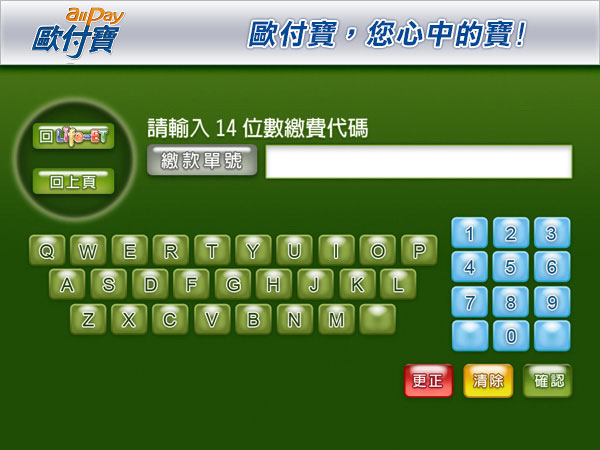 allPay
歐付寶
歐付寶，您心中的寶!
回Life-ET
回上頁
請輸入 14 位數繳費代碼
繳款單號
Q W E R T Y U I O P
A S D F G H J K L
Z X C V B N M
1 2 3
4 5 6
7 8 9
0
更正 清除 確認